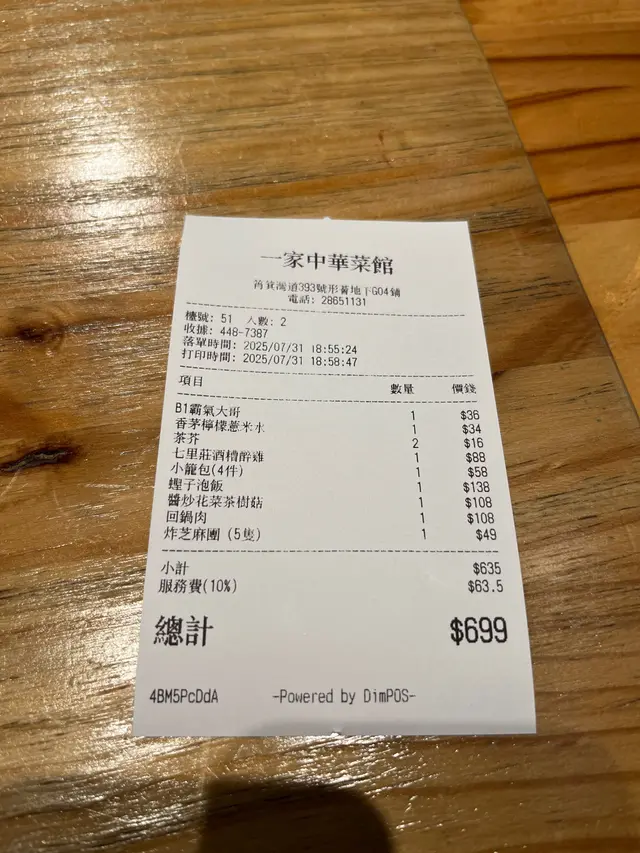 一家中華菜館
筲箕灣道393號形薈地下G04鋪
電話: 28651131
檯號: 51 人數: 2
收據: 448-7387
落單時間: 2025/07/31 18:55:24
打印時間: 2025/07/31 18:58:47
項目 數量 價錢
B1霸氣大哥 1 $36
香茅檸檬薏米水 1 $34
茶芥 2 $16
七里莊酒糟醉雞 1 $88
小籠包(4件) 1 $58
蟶子泡飯 1 $138
醬炒花菜茶樹菇 1 $108
回鍋肉 1 $108
炸芝麻團 (5隻) 1 $49
小計 $635
服務費(10%) $63.5
總計 $699
4BM5PcDdA -Powered by DimPOS-